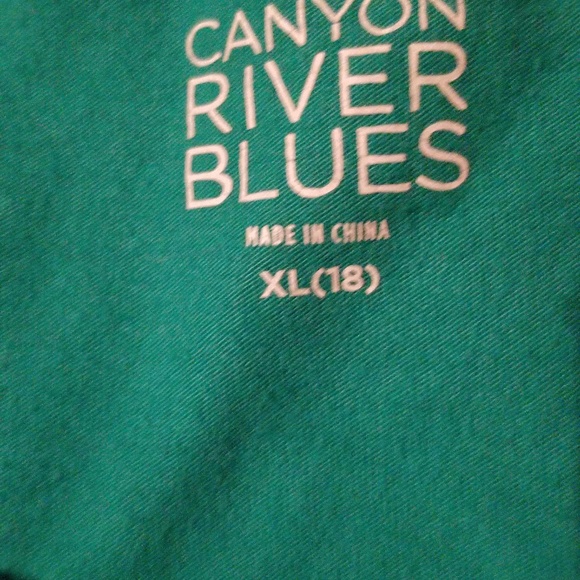 CANYON
RIVER
BLUES
MADE IN CHINA
XL(18)